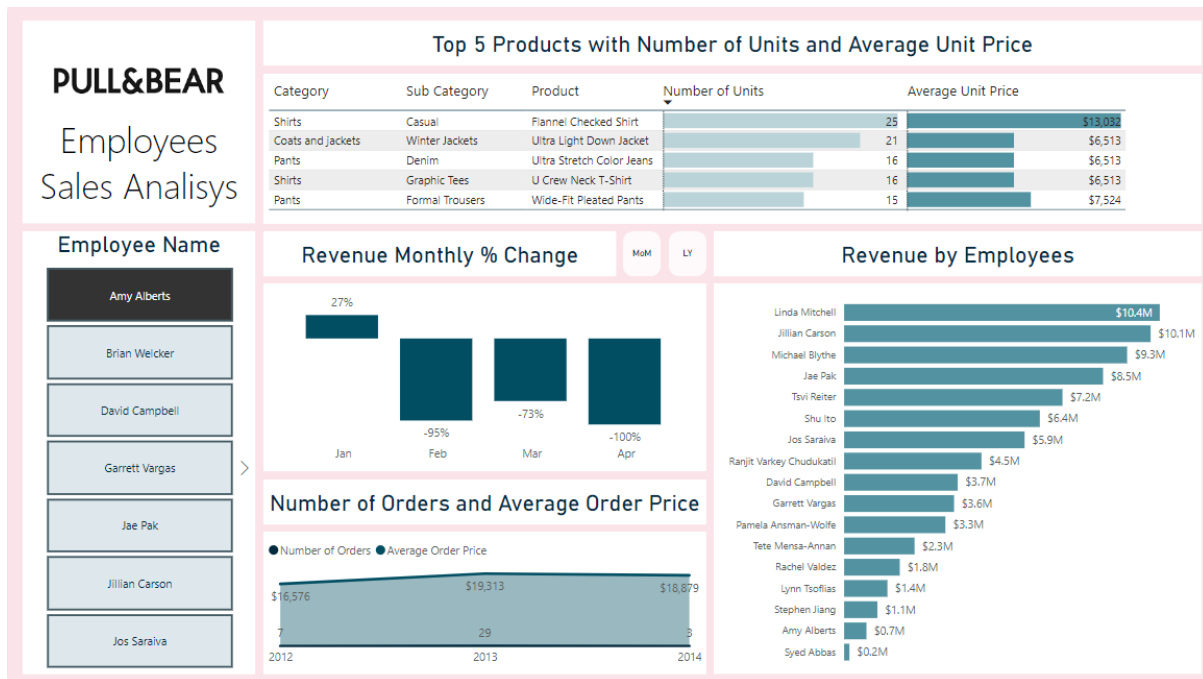 PULL&BEAR
Employees
Sales Analisys
Top 5 Products with Number of Units and Average Unit Price
Category Sub Category Product Number of Units Average Unit Price
Shirts Casual Flannel Checked Shirt 25 $13,032
Coats and jackets Winter Jackets Ultra Light Down Jacket 21 $6,513
Pants Denim Ultra Stretch Color Jeans 16 $6,513
Shirts Graphic Tees U Crew Neck T-Shirt 16 $6,513
Pants Formal Trousers Wide-Fit Pleated Pants 15 $7,524
Employee Name
Amy Alberts
Brian Welcker
David Campbell
Garrett Vargas
Jae Pak
Jillian Carson
Jos Saraiva
Revenue Monthly % Change
MoM LY
27%
-95%
-73%
-100%
Jan Feb Mar Apr
Number of Orders and Average Order Price
Number of Orders Average Order Price
$16,576 $19,313 $18,879
7 29 3
2012 2013 2014
Revenue by Employees
Linda Mitchell $10.4M
Jillian Carson $10.1M
Michael Blythe $9.3M
Jae Pak $8.5M
Tsvi Reiter $7.2M
Shu Ito $6.4M
Jos Saraiva $5.9M
Ranjit Varkey Chudukatil $4.5M
David Campbell $3.7M
Garrett Vargas $3.6M
Pamela Ansman-Wolfe $3.3M
Tete Mensa-Annan $2.3M
Rachel Valdez $1.8M
Lynn Tsoflias $1.4M
Stephen Jiang $1.1M
Amy Alberts $0.7M
Syed Abbas $0.2M